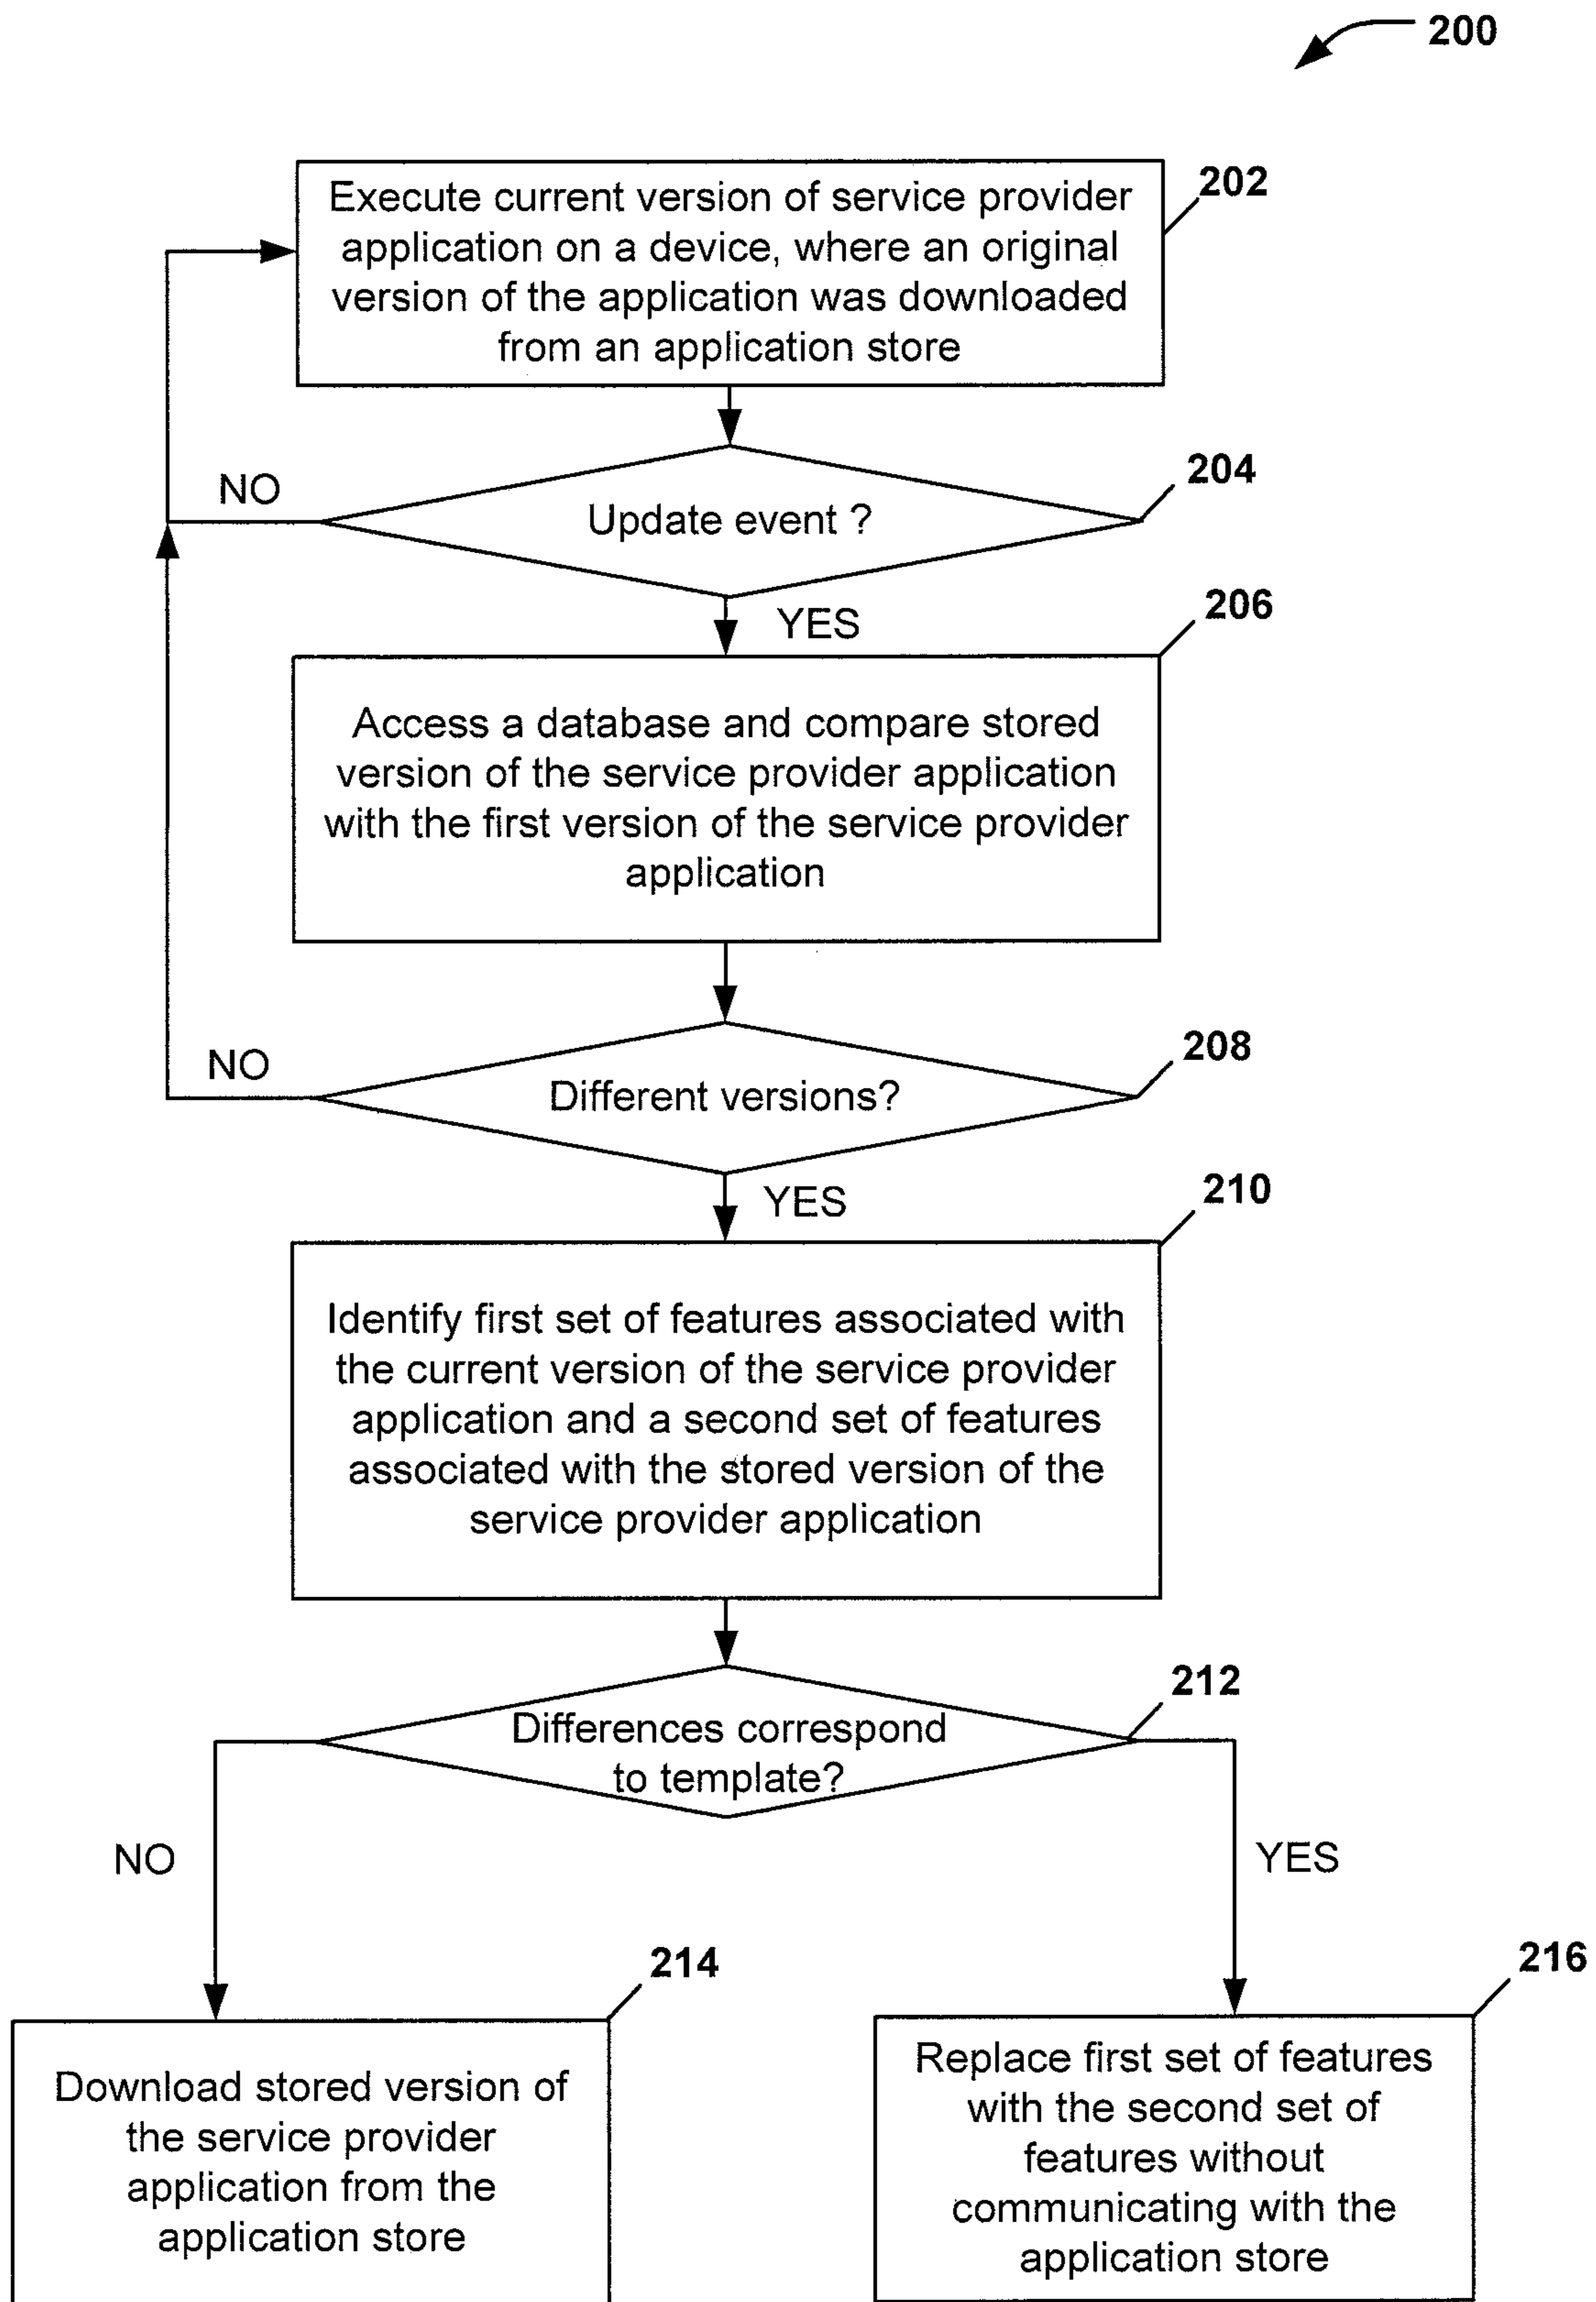 200
202
Execute current version of service provider
application on a device, where an original
version of the application was downloaded
from an application store
204
NO
Update event ?
YES
206
Access a database and compare stored
version of the service provider application
with the first version of the service provider
application
208
NO
Different versions?
YES
210
Identify first set of features associated with
the current version of the service provider
application and a second set of features
associated with the stored version of the
service provider application
212
Differences correspond
to template?
NO
YES
214
Download stored version of
the service provider
application from the
application store
216
Replace first set of features
with the second set of
features without
communicating with the
application store